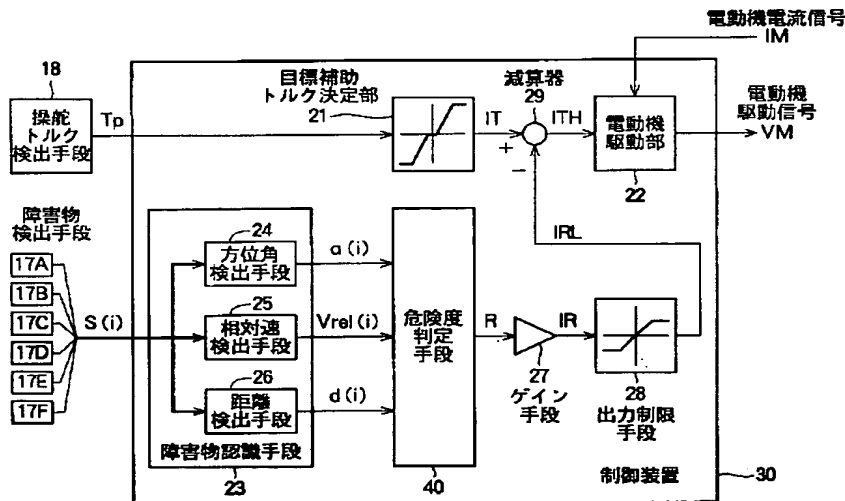 電動機電流信号
IM
18
操舵
トルク
検出手段
Tp
目標補助
トルク決定部
21
IT
減算器
29
+
−
ITH
電動機
駆動部
22
電動機
駆動信号
VM
IRL
障害物
検出手段
17A
17B
17C
17D
17E
17F
S(i)
24
方位角
検出手段
a(i)
25
相対速
検出手段
Vrel(i)
26
距離
検出手段
d(i)
障害物認識手段
23
危険度
判定
手段
40
R
27
ゲイン
手段
IR
28
出力制限
手段
制御装置
30